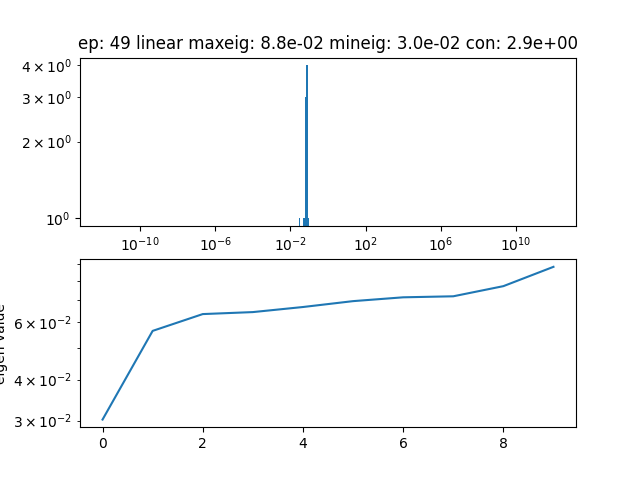 ep: 49 linear maxeig: 8.8e-02 mineig: 3.0e-02 con: 2.9e+00
4 × 10⁰
3 × 10⁰
2 × 10⁰
10⁰
10⁻¹⁰ 10⁻⁶ 10⁻² 10² 10⁶ 10¹⁰
eigen value
6 × 10⁻²
4 × 10⁻²
3 × 10⁻²
0 2 4 6 8